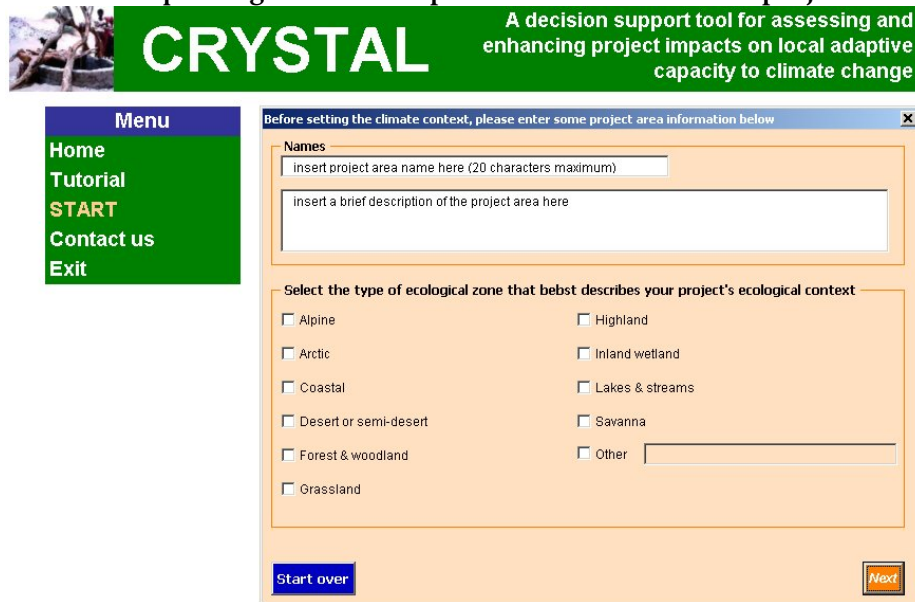 CRYSTAL
A decision support tool for assessing and
enhancing project impacts on local adaptive
capacity to climate change
Menu
Home
Tutorial
START
Contact us
Exit
Before setting the climate context, please enter some project area information below
Names
insert project area name here (20 characters maximum)
insert a brief description of the project area here
Select the type of ecological zone that bebst describes your project's ecological context
Alpine
Highland
Arctic
Inland wetland
Coastal
Lakes & streams
Desert or semi-desert
Savanna
Forest & woodland
Other
Grassland
Start over
Next